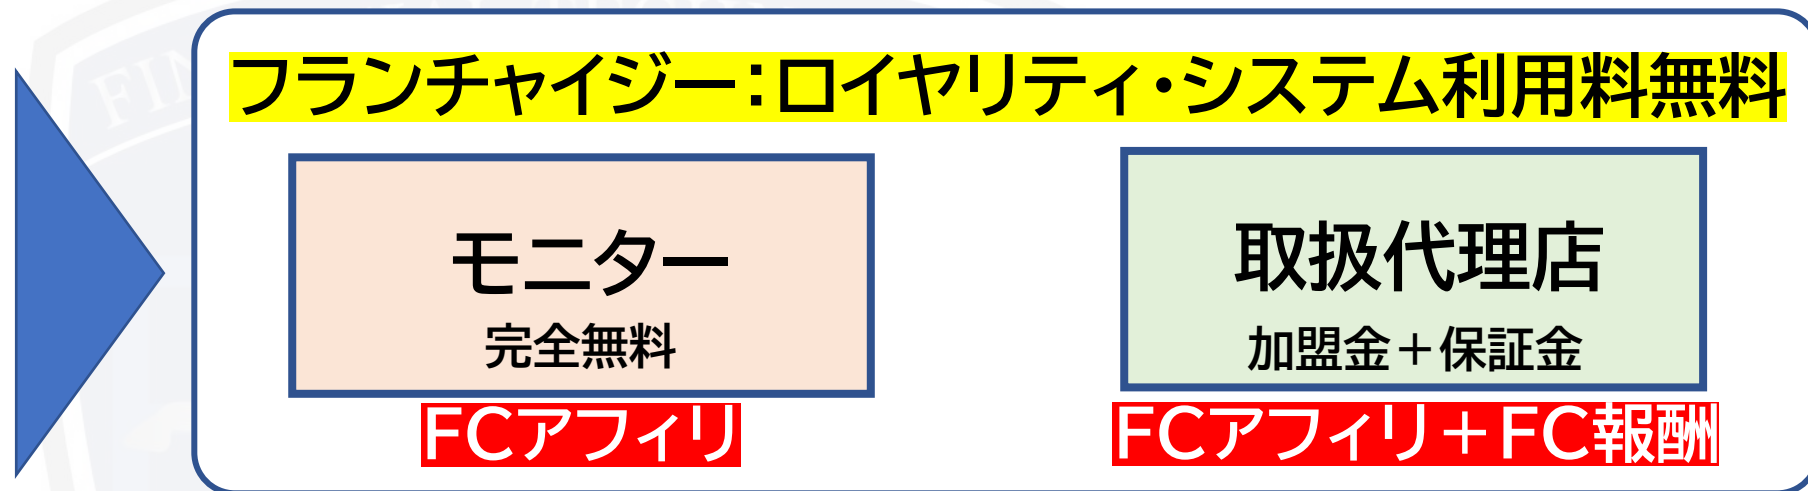 フランチャイジー：ロイヤリティ・システム利用料無料
モニター
完全無料
FCアフィリ
取扱代理店
加盟金＋保証金
FCアフィリ＋FC報酬